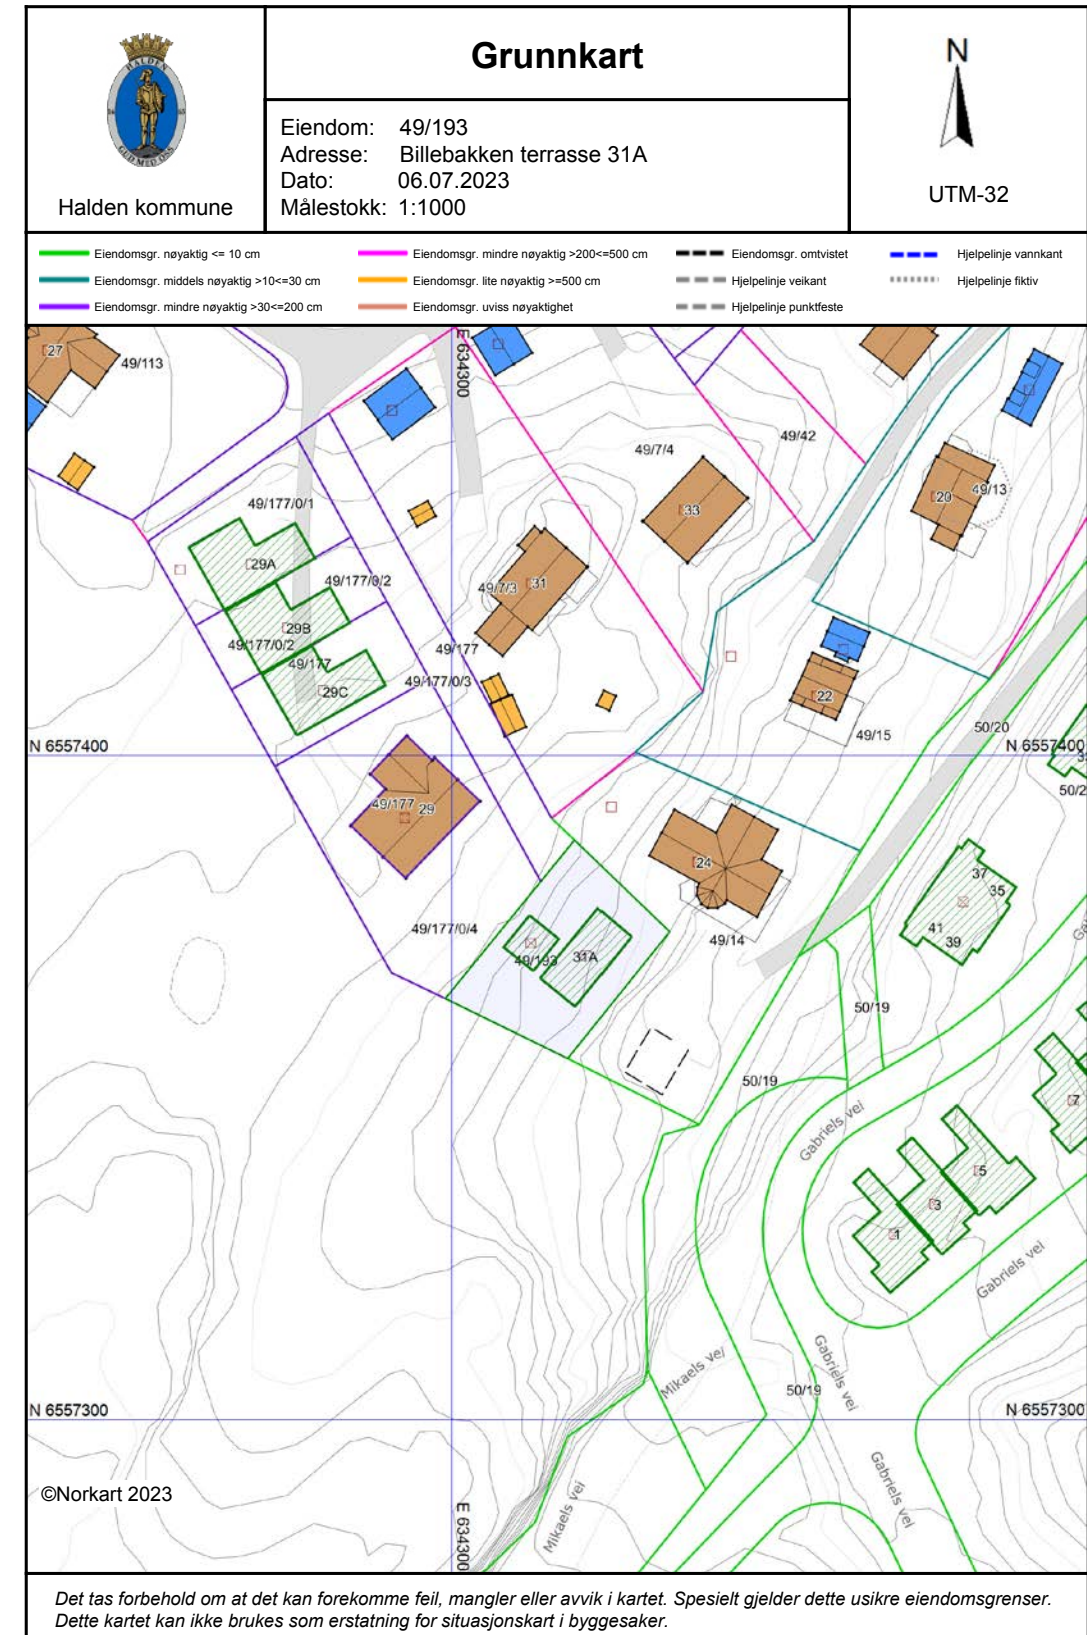 HALDEN
GUD MED OSS
Halden kommune
Grunnkart
Eiendom: 49/193
Adresse: Billebakken terrasse 31A
Dato: 06.07.2023
Målestokk: 1:1000
N
UTM-32
Eiendomsgr. nøyaktig <= 10 cm
Eiendomsgr. middels nøyaktig >10<=30 cm
Eiendomsgr. mindre nøyaktig >30<=200 cm
Eiendomsgr. mindre nøyaktig >200<=500 cm
Eiendomsgr. lite nøyaktig >=500 cm
Eiendomsgr. uviss nøyaktighet
Eiendomsgr. omtvistet
Hjelpelinje veikant
Hjelpelinje punktfeste
Hjelpelinje vannkant
Hjelpelinje fiktiv
27
49/113
E 634300
49/7/4
49/42
20
49/13
33
49/177/0/1
29A
49/177/0/2
29B
49/177/0/2
49/177
29C
49/7/3
31
49/177
49/177/0/3
22
49/15
50/20
N 6557400
N 6557400
50/2
49/177
29
24
37
35
41
39
49/177/0/4
49/14
49/193
31A
50/19
50/19
Gabriels vei
7
5
3
1
Gabriels vei
Mikaels vei
Gabriels vei
50/19
N 6557300
N 6557300
Gabriels vei
©Norkart 2023
E 634300
Mikaels vei
Det tas forbehold om at det kan forekomme feil, mangler eller avvik i kartet. Spesielt gjelder dette usikre eiendomsgrenser.
Dette kartet kan ikke brukes som erstatning for situasjonskart i byggesaker.